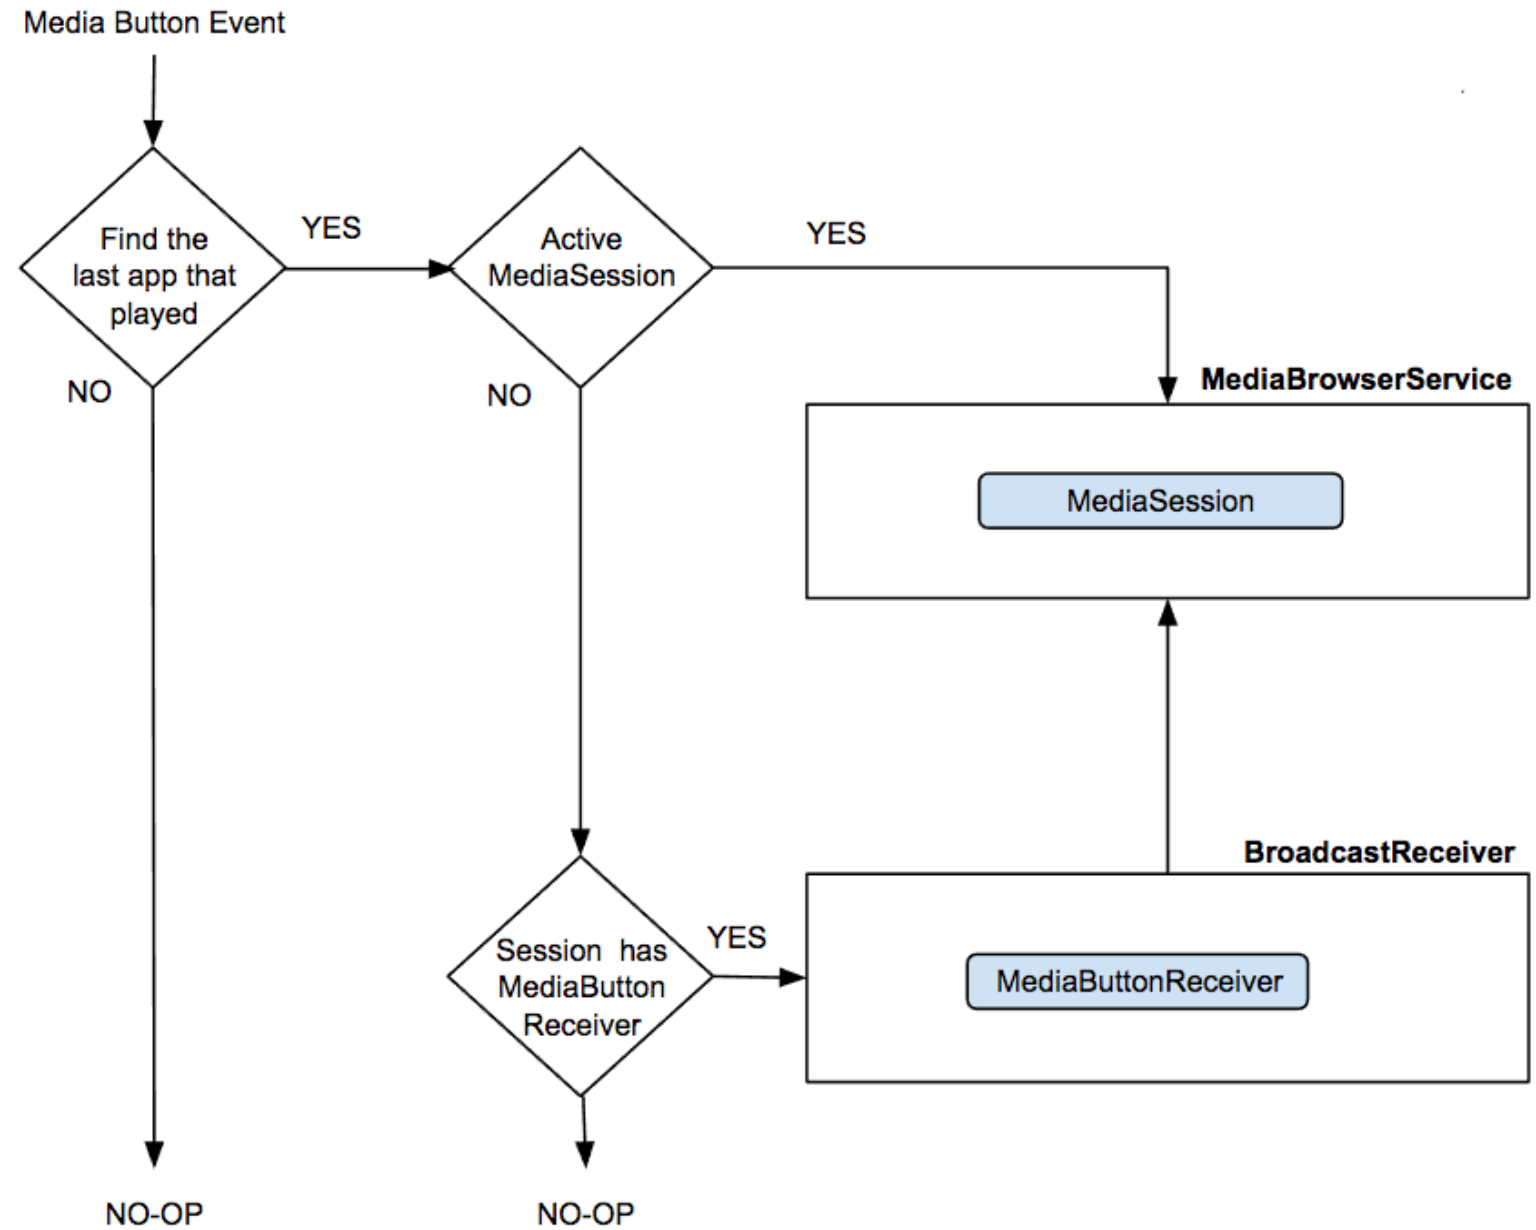 Media Button Event
Find the
last app that
played
YES
NO
Active
MediaSession
YES
NO
MediaBrowserService
MediaSession
BroadcastReceiver
Session has
MediaButton
Receiver
YES
MediaButtonReceiver
NO-OP
NO-OP